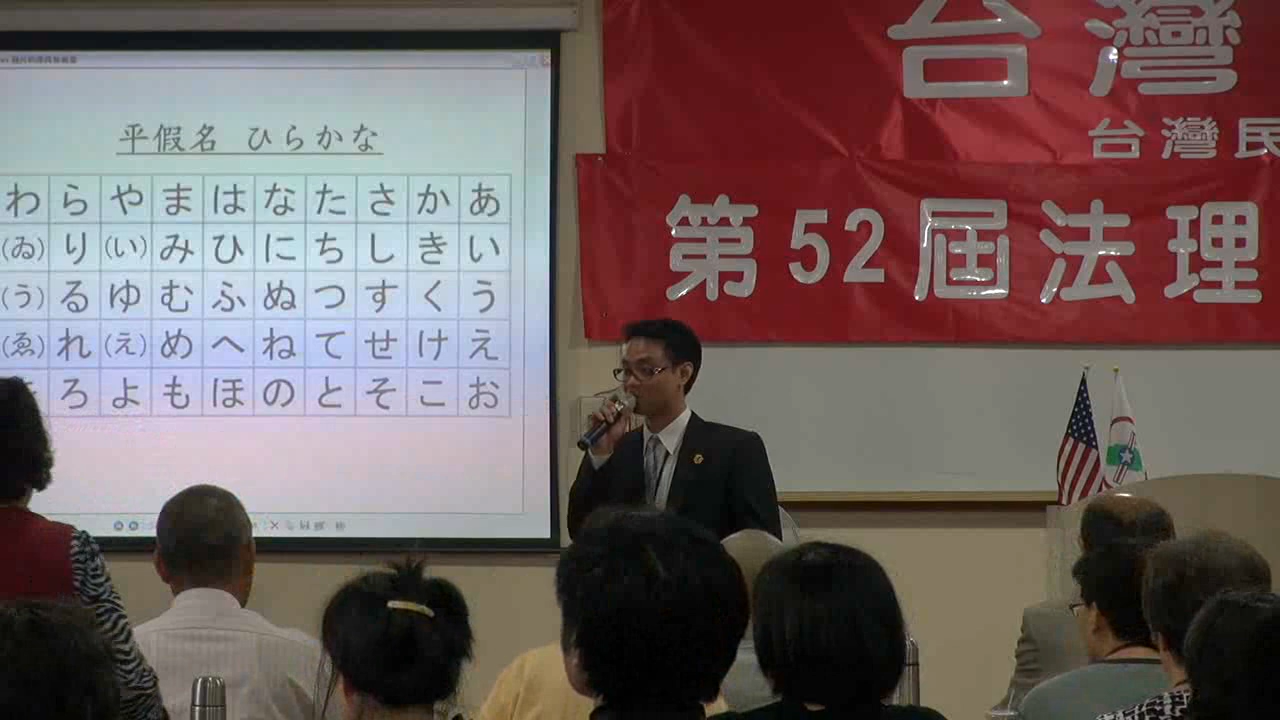 平假名 ひらかな
わ ら や ま は な た さ か あ
(ゐ) り (い) み ひ に ち し き い
(う) る ゆ む ふ ぬ つ す く う
(ゑ) れ (え) め へ ね て せ け え
ろ よ も ほ の と そ こ お
台灣
台灣民
第52屆法理